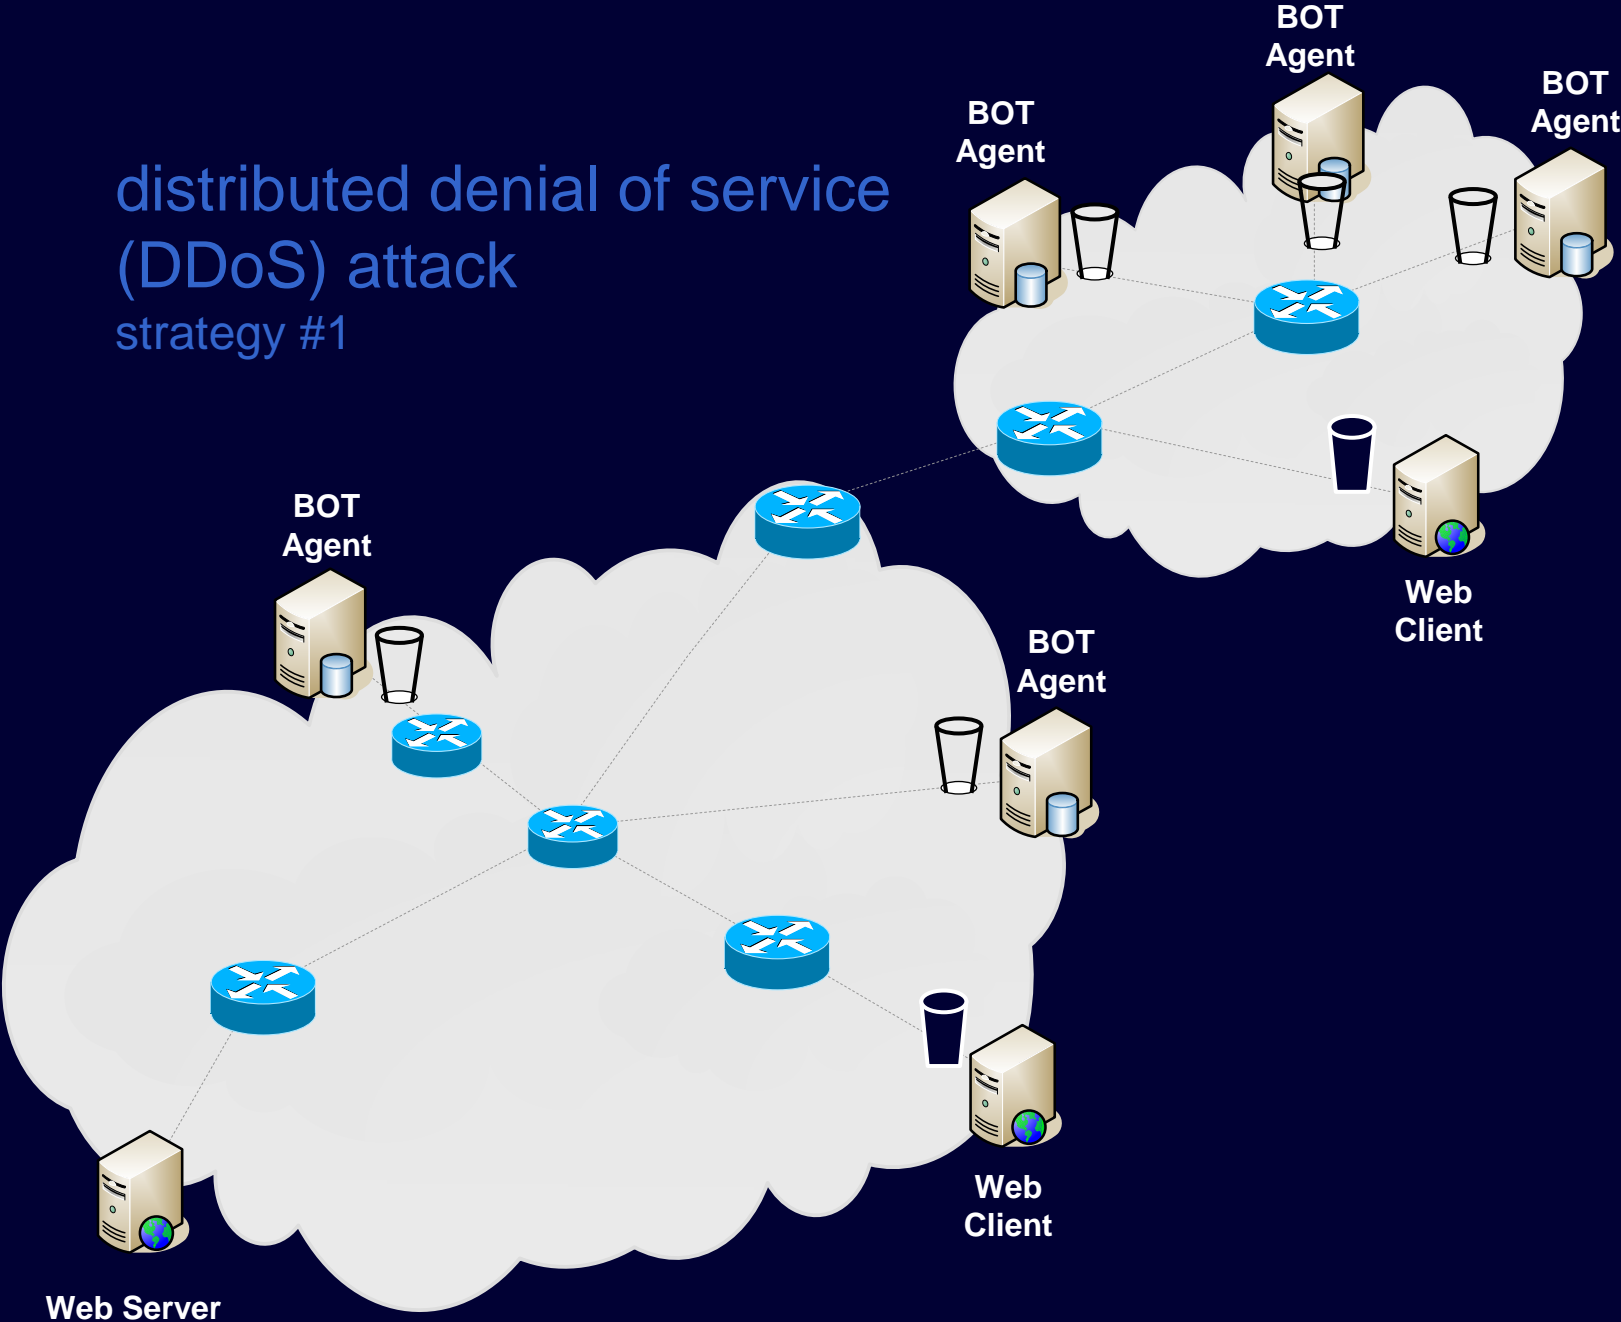 distributed denial of service
(DDoS) attack
strategy #1
BOT
Agent
BOT
Agent
BOT
Agent
Web
Client
BOT
Agent
BOT
Agent
Web
Client
Web Server